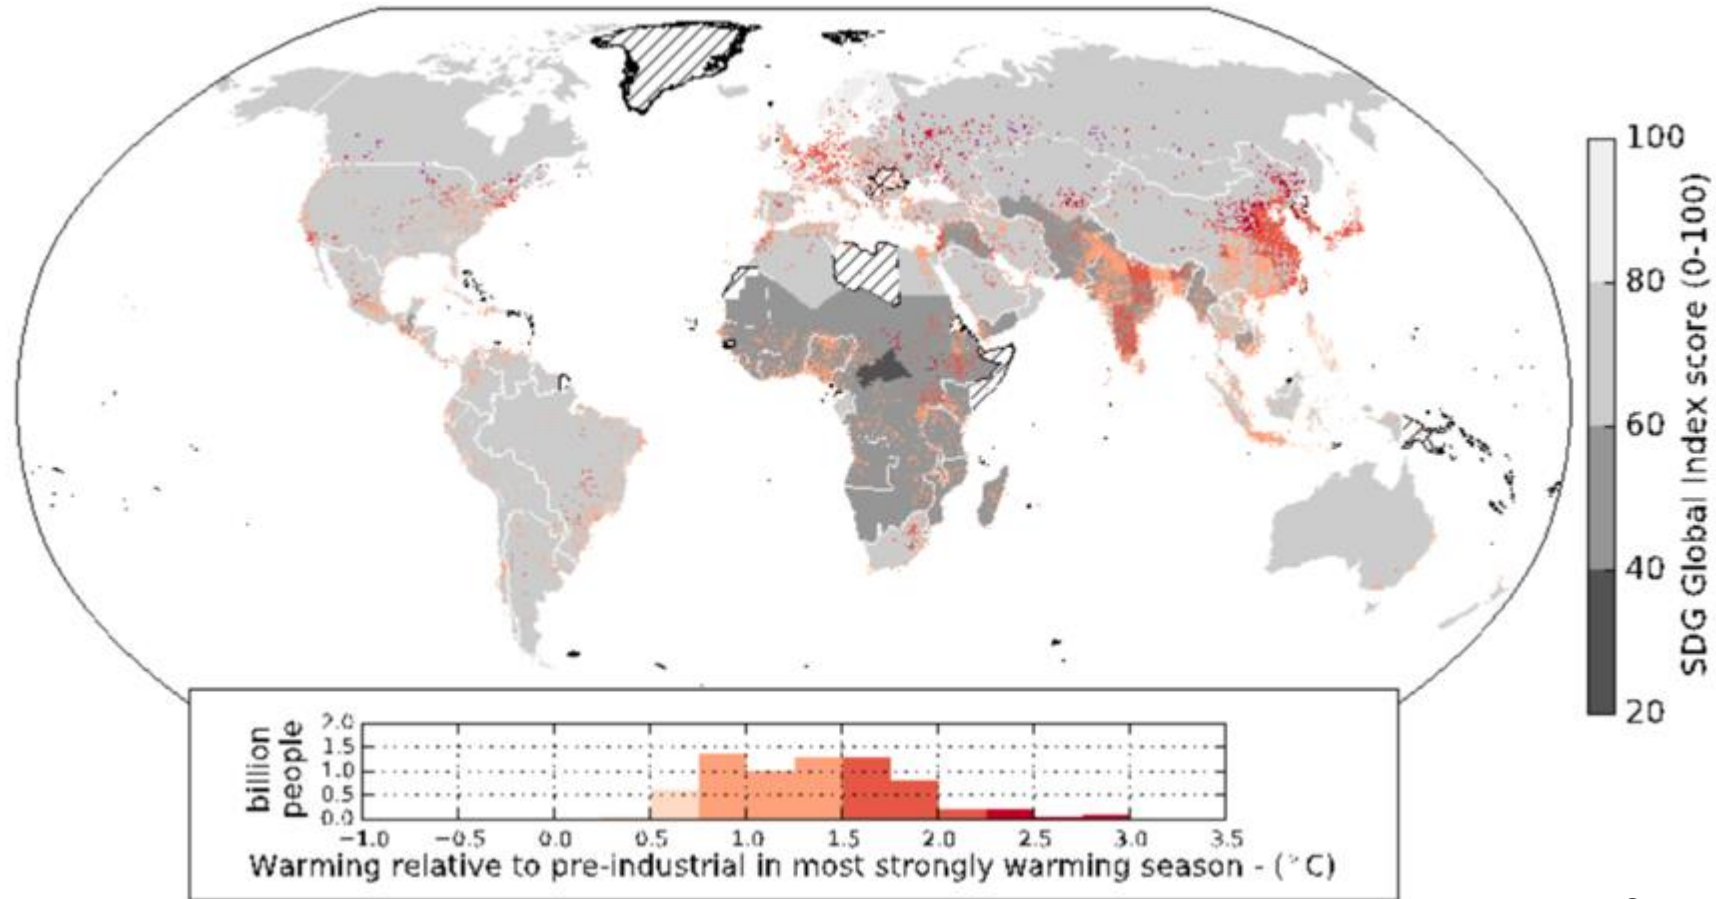 100
80
60
40
20
SDG Global Index score (0-100)
billion
people
2.0
1.5
1.0
0.5
0.0
−1.0 −0.5 0.0 0.5 1.0 1.5 2.0 2.5 3.0 3.5
Warming relative to pre-industrial in most strongly warming season - (°C)